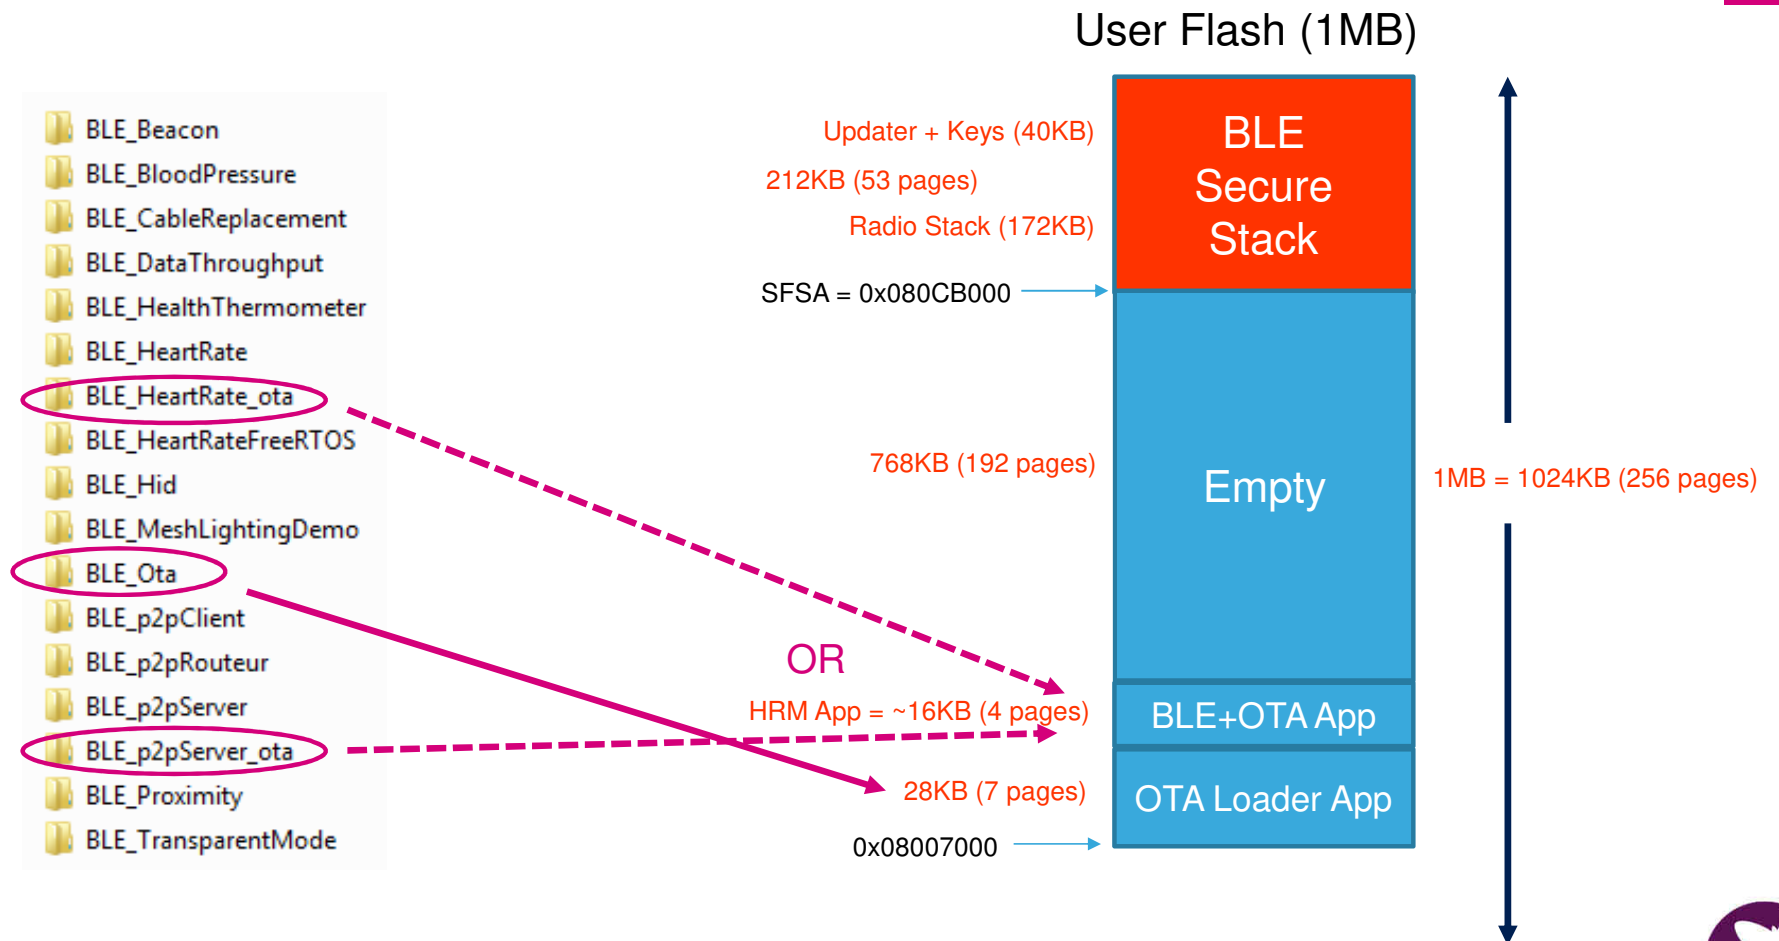 User Flash (1MB)
BLE_Beacon
BLE_BloodPressure
BLE_CableReplacement
BLE_DataThroughput
BLE_HealthThermometer
BLE_HeartRate
BLE_HeartRate_ota
BLE_HeartRateFreeRTOS
BLE_Hid
BLE_MeshLightingDemo
BLE_Ota
BLE_p2pClient
BLE_p2pRouteur
BLE_p2pServer
BLE_p2pServer_ota
BLE_Proximity
BLE_TransparentMode
Updater + Keys (40KB)
212KB (53 pages)
Radio Stack (172KB)
SFSA = 0x080CB000
768KB (192 pages)
OR
HRM App = ~16KB (4 pages)
28KB (7 pages)
0x08007000
BLE
Secure
Stack
Empty
BLE+OTA App
OTA Loader App
1MB = 1024KB (256 pages)